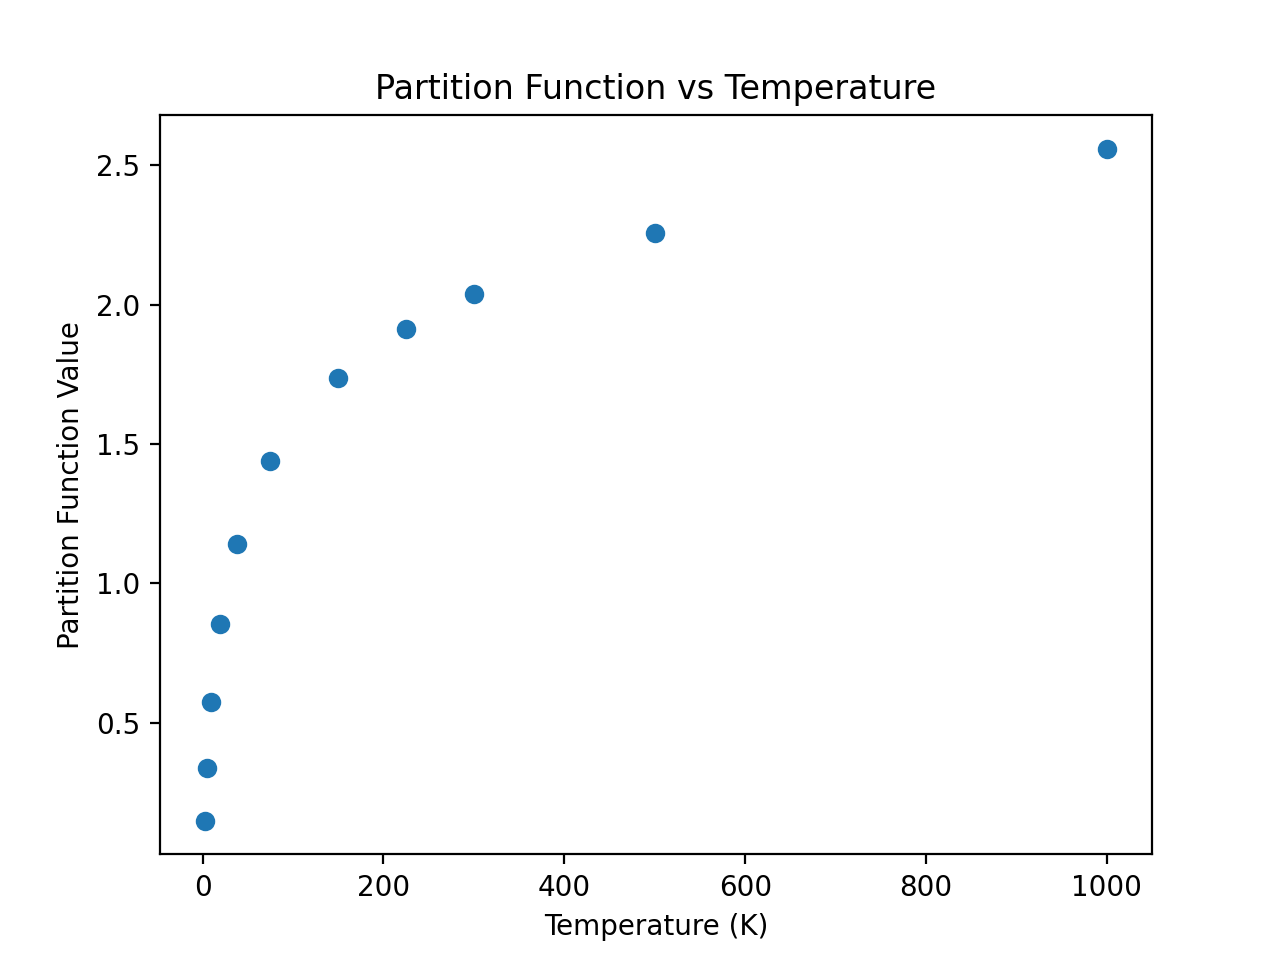 Partition Function vs Temperature
Partition Function Value
2.5
2.0
1.5
1.0
0.5
0 200 400 600 800 1000
Temperature (K)